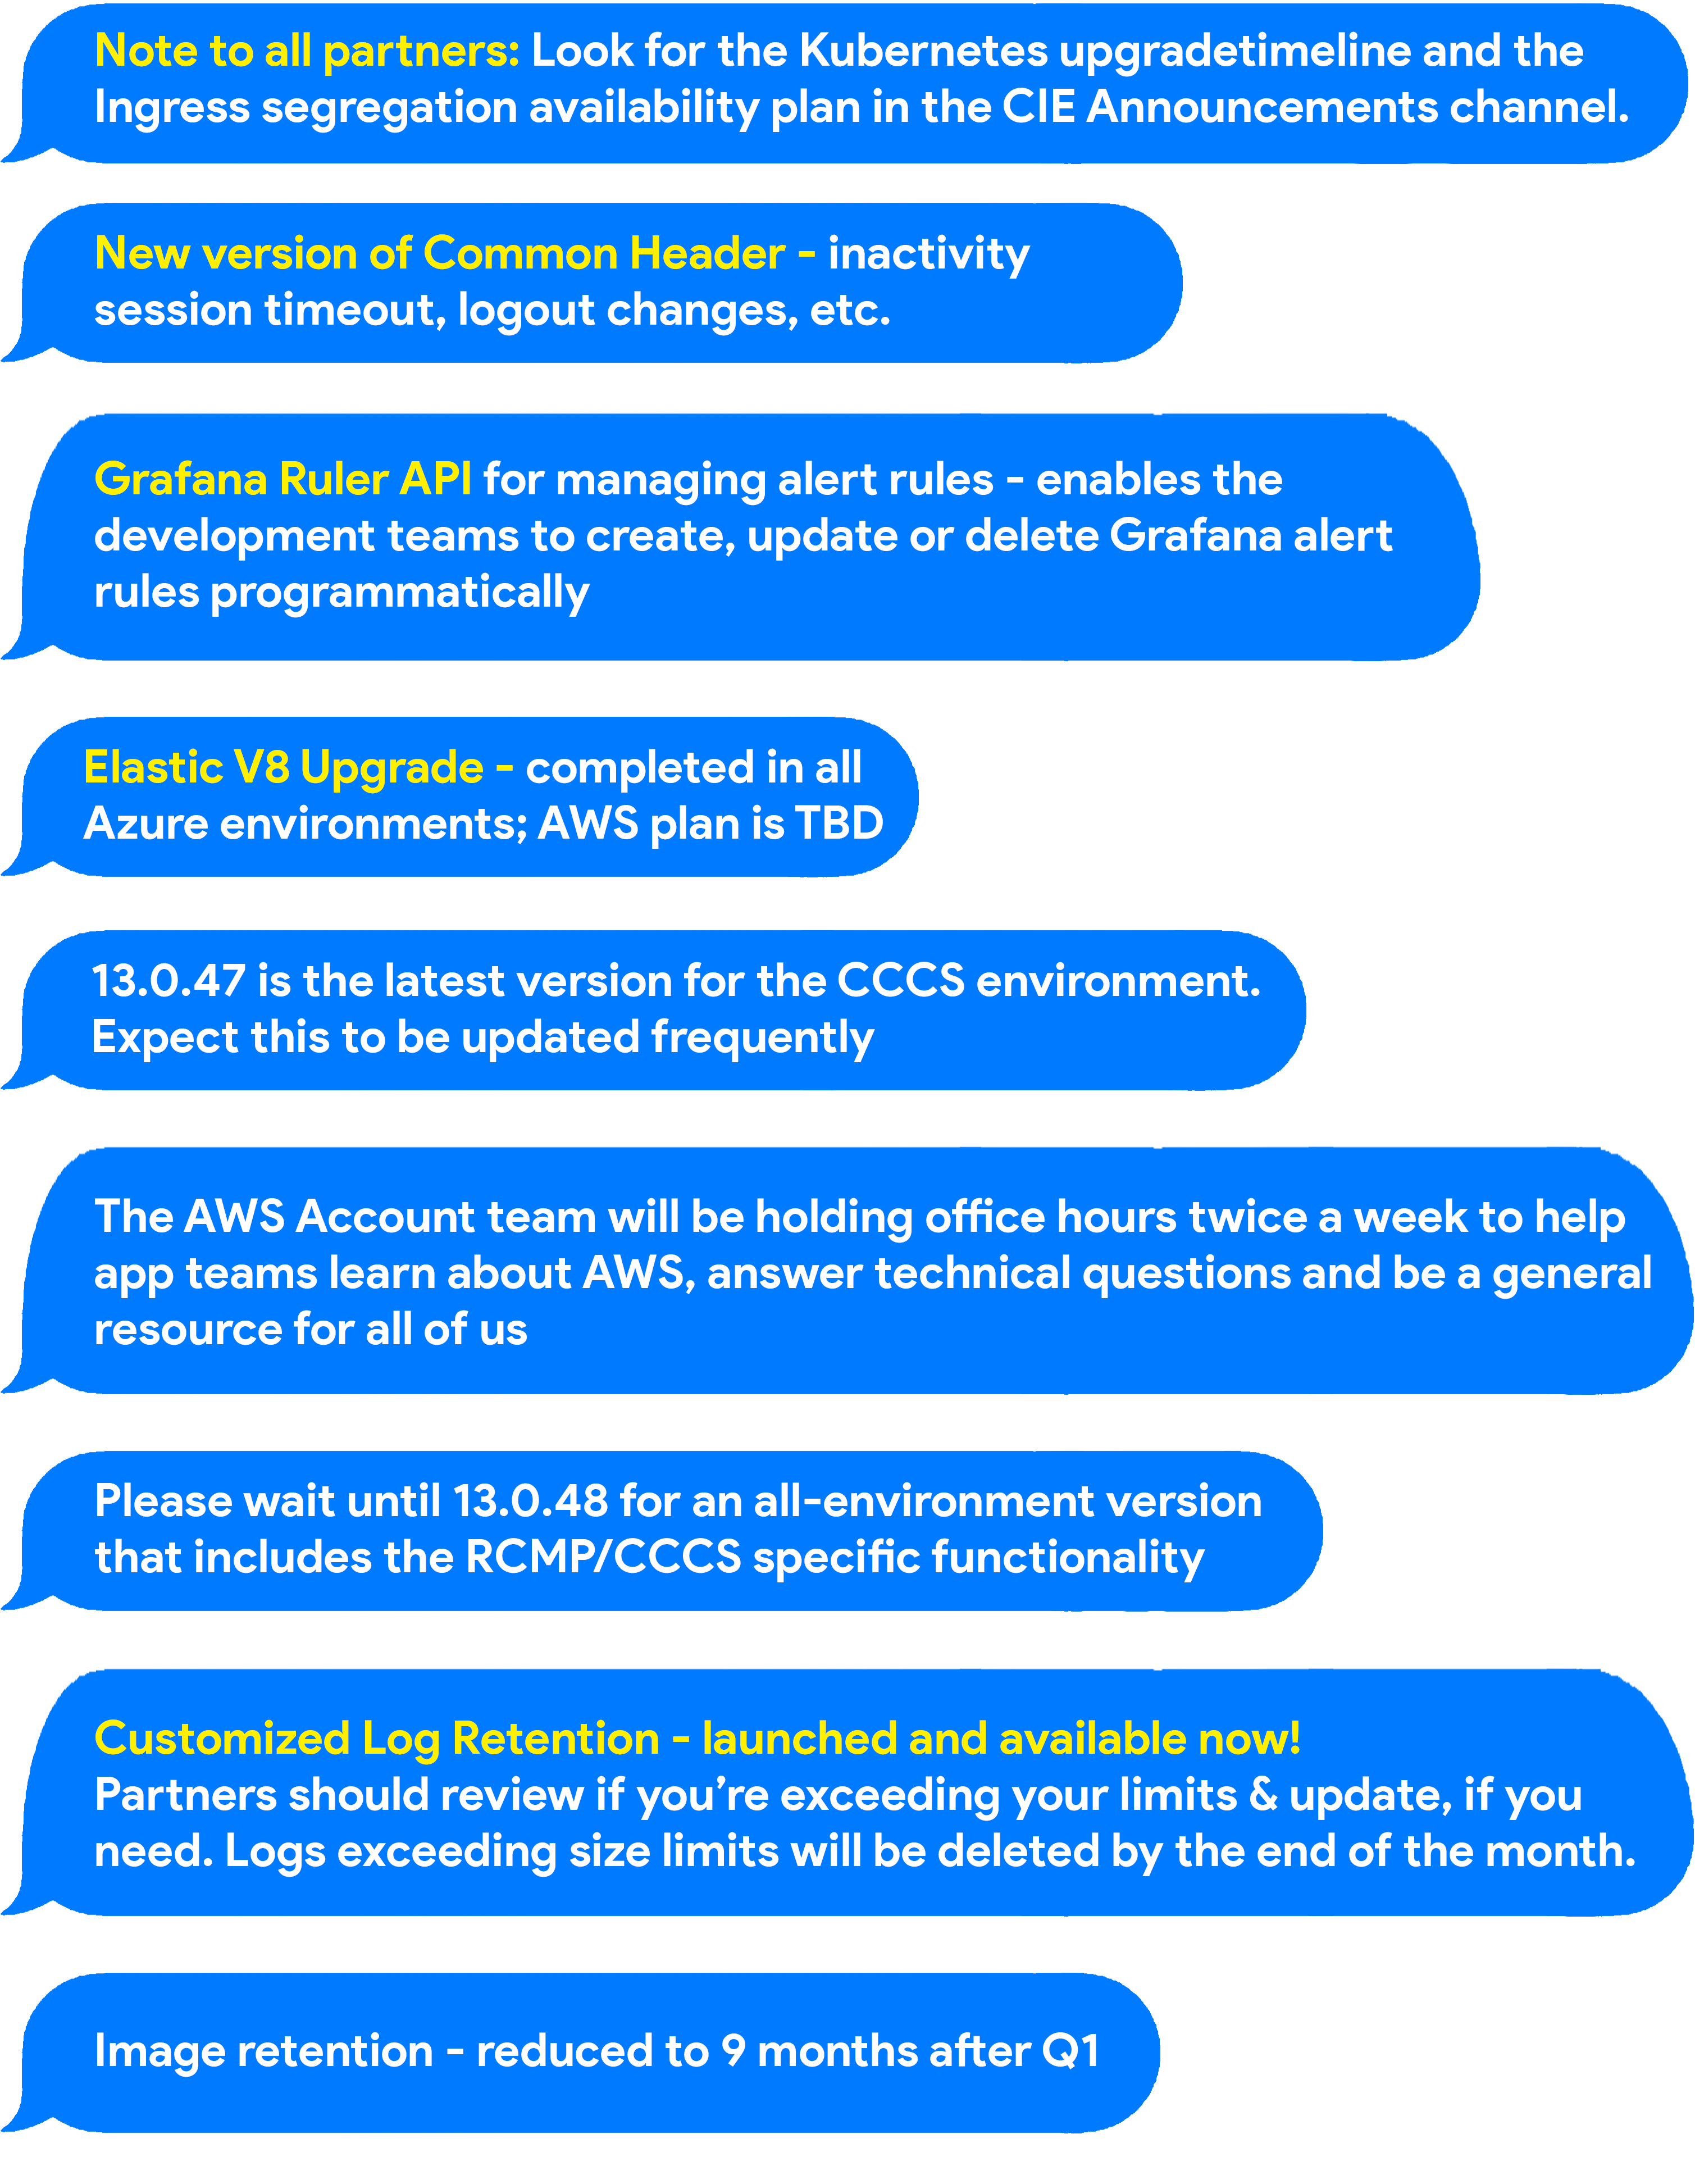 Note to all partners: Look for the Kubernetes upgradetimeline and the
Ingress segregation availability plan in the CIE Announcements channel.
New version of Common Header - inactivity
session timeout, logout changes, etc.
Grafana Ruler API for managing alert rules - enables the
development teams to create, update or delete Grafana alert
rules programmatically
Elastic V8 Upgrade - completed in all
Azure environments; AWS plan is TBD
13.0.47 is the latest version for the CCCS environment.
Expect this to be updated frequently
The AWS Account team will be holding office hours twice a week to help
app teams learn about AWS, answer technical questions and be a general
resource for all of us
Please wait until 13.0.48 for an all-environment version
that includes the RCMP/CCCS specific functionality
Customized Log Retention - launched and available now!
Partners should review if you’re exceeding your limits & update, if you
need. Logs exceeding size limits will be deleted by the end of the month.
Image retention - reduced to 9 months after Q1